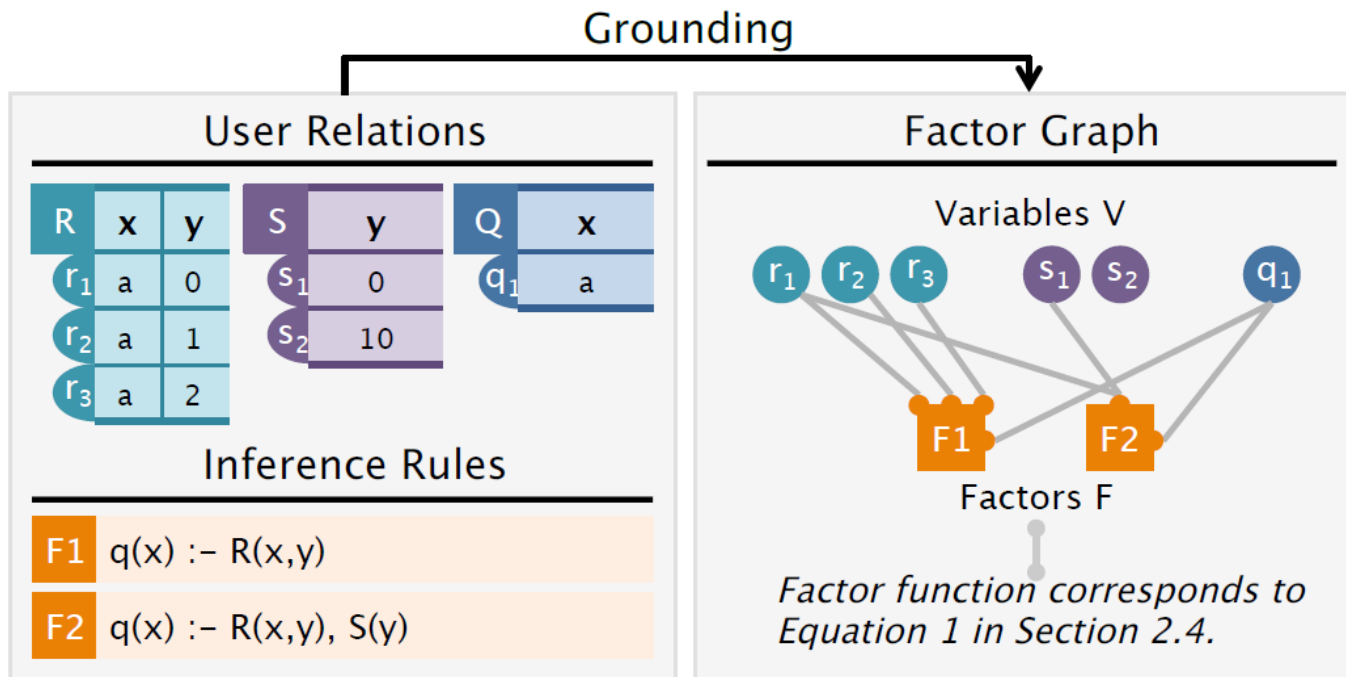 Grounding
User Relations
R x y
r1 a 0
r2 a 1
r3 a 2
S y
s1 0
s2 10
Q x
q1 a
Inference Rules
F1 q(x) :- R(x,y)
F2 q(x) :- R(x,y), S(y)
Factor Graph
Variables V
r1 r2 r3 s1 s2 q1
F1 F2
Factors F
Factor function corresponds to
Equation 1 in Section 2.4.